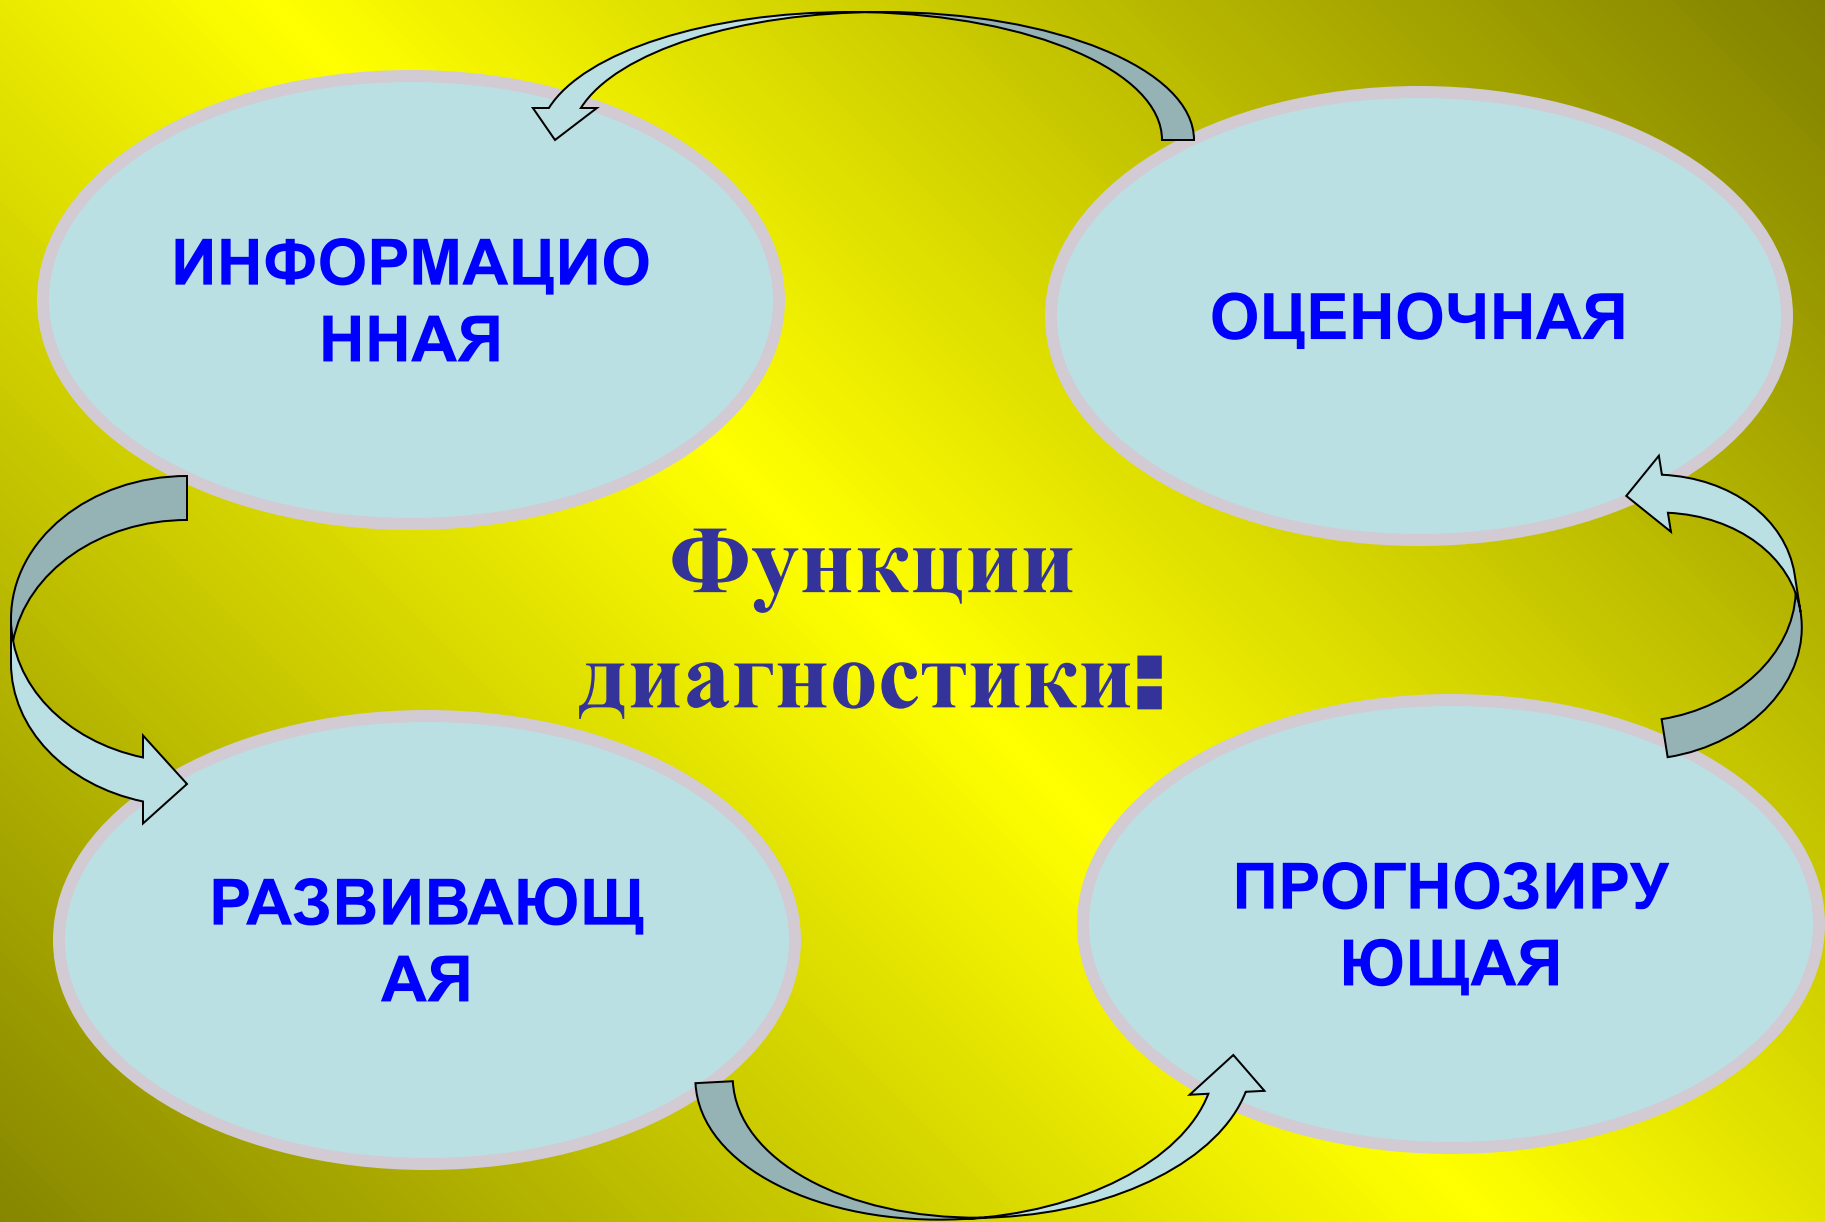 ИНФОРМАЦИО
ННАЯ
ОЦЕНОЧНАЯ
Функции
диагностики:
РАЗВИВАЮЩ
АЯ
ПРОГНОЗИРУ
ЮЩАЯ